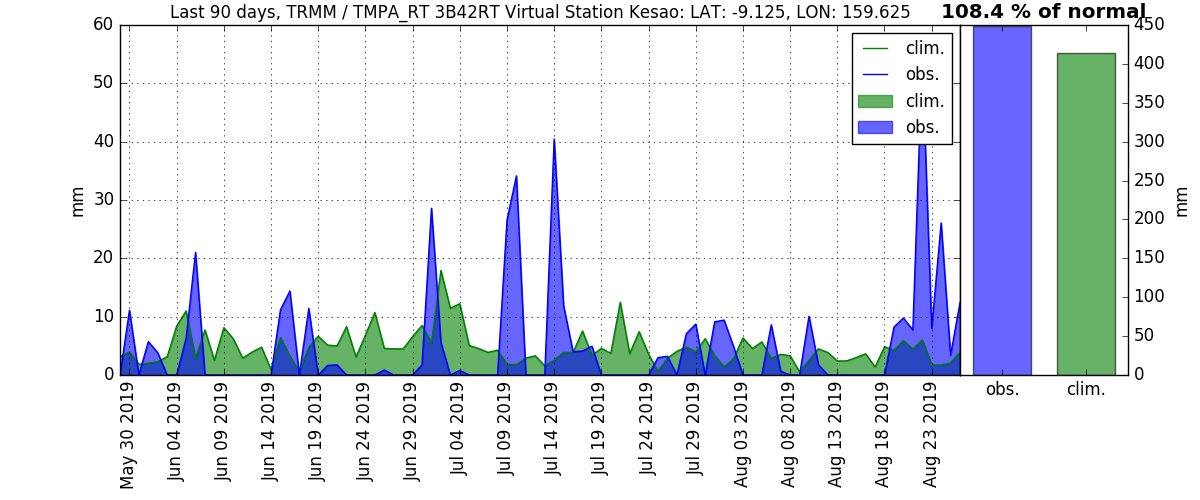 Last 90 days, TRMM / TMPA_RT 3B42RT Virtual Station Kesao: LAT: -9.125, LON: 159.625
108.4 % of normal
60
50
40
30
20
10
0
mm
clim.
obs.
clim.
obs.
450
400
350
300
250
200
150
100
50
0
mm
May 30 2019
Jun 04 2019
Jun 09 2019
Jun 14 2019
Jun 19 2019
Jun 24 2019
Jun 29 2019
Jul 04 2019
Jul 09 2019
Jul 14 2019
Jul 19 2019
Jul 24 2019
Jul 29 2019
Aug 03 2019
Aug 08 2019
Aug 13 2019
Aug 18 2019
Aug 23 2019
obs.
clim.